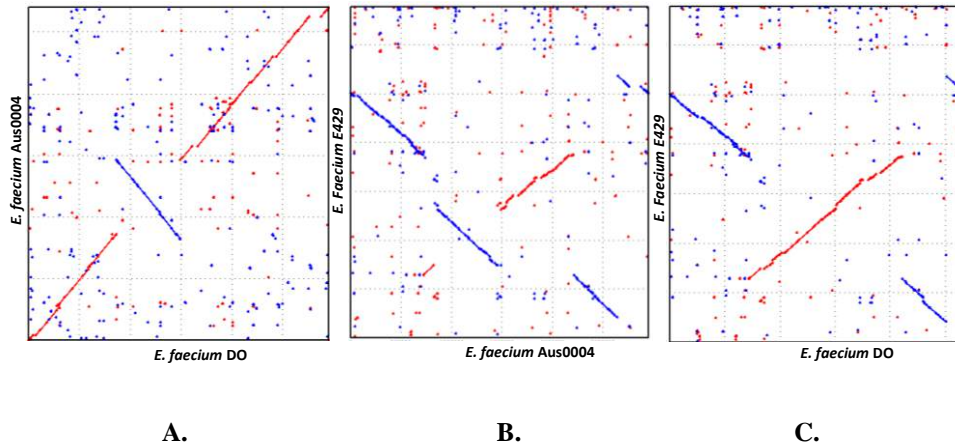 E. faecium Aus0004
E. faecium DO
E. Faecium E429
E. faecium Aus0004
E. Faecium E429
E. faecium DO
A.
B.
C.